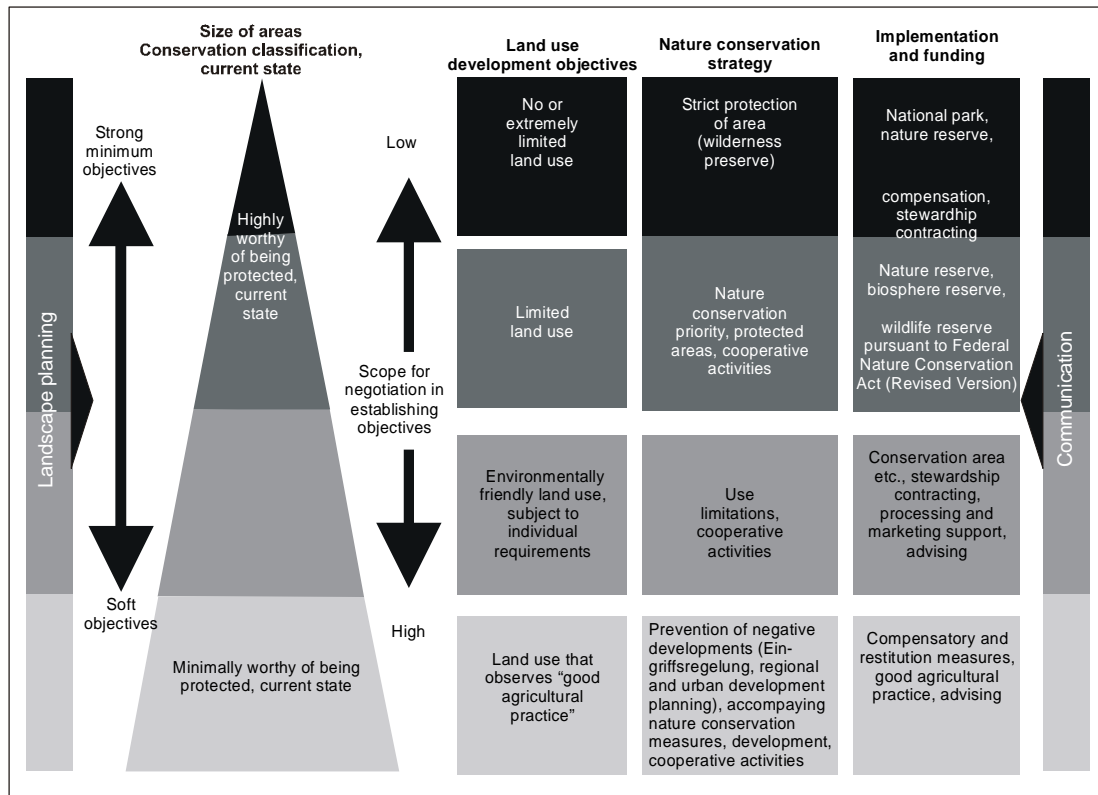 Size of areas
Conservation classification,
current state
Land use
development objectives
Nature conservation
strategy
Implementation
and funding
Landscape planning
Strong
minimum
objectives
Soft
objectives
Highly
worthy
of being
protected,
current
state
Minimally worthy of being
protected, current state
Low
Scope for
negotiation in
establishing
objectives
High
No or
extremely
limited
land use
Strict protection
of area
(wilderness
preserve)
National park,
nature reserve,
compensation,
stewardhip
contracting
Limited
land use
Nature
conservation
priority, protected
areas, cooperative
activities
Nature reserve,
biosphere reserve,
wildlife reserve
pursuant to Federal
Nature Conservation
Act (Revised Version)
Environmentally
friendly land use,
subject to
individual
requirements
Use
limitations,
cooperative
activities
Conservation area
etc., stewardship
contracting,
processing and
marketing support,
advising
Land use that
observes “good
agricultural
practice”
Prevention of negative
developments (Ein-
griffsregelung, regional
and urban development
planning), accompaying
nature conservation
measures, development,
cooperative activities
Compensatory and
restitution measures,
good agricultural
practice, advising
Communication